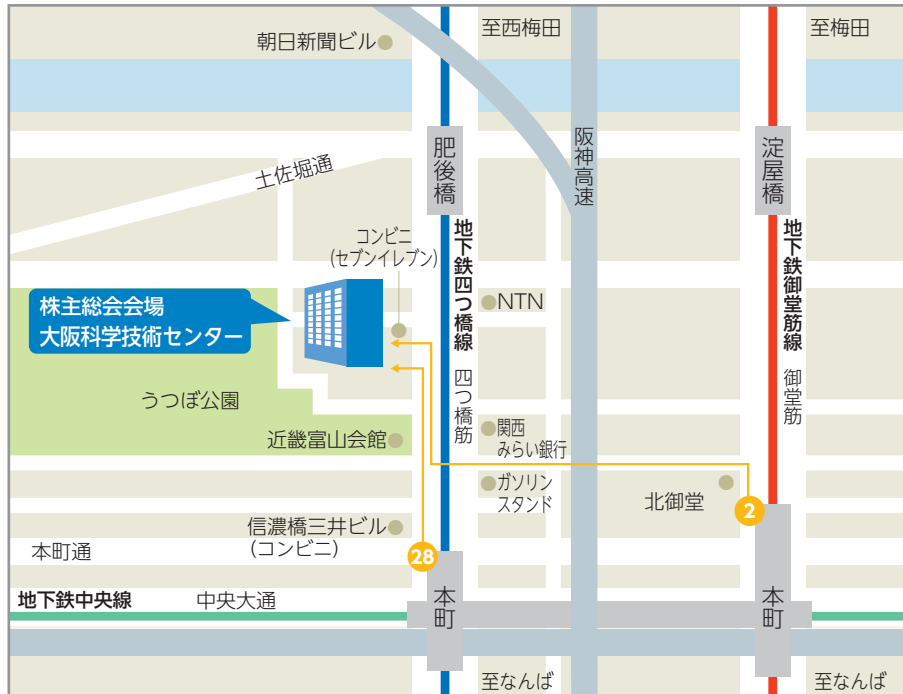 至西梅田
至梅田
朝日新聞ビル
肥後橋
阪神高速
淀屋橋
土佐堀通
コンビニ
(セブンイレブン)
地下鉄四つ橋線 四つ橋筋
地下鉄御堂筋線 御堂筋
株主総会会場
大阪科学技術センター
NTN
うつぼ公園
近畿富山会館
関西
みらい銀行
ガソリン
スタンド
北御堂
2
信濃橋三井ビル
(コンビニ)
28
本町通
地下鉄中央線 中央大通
本町
本町
至なんば
至なんば